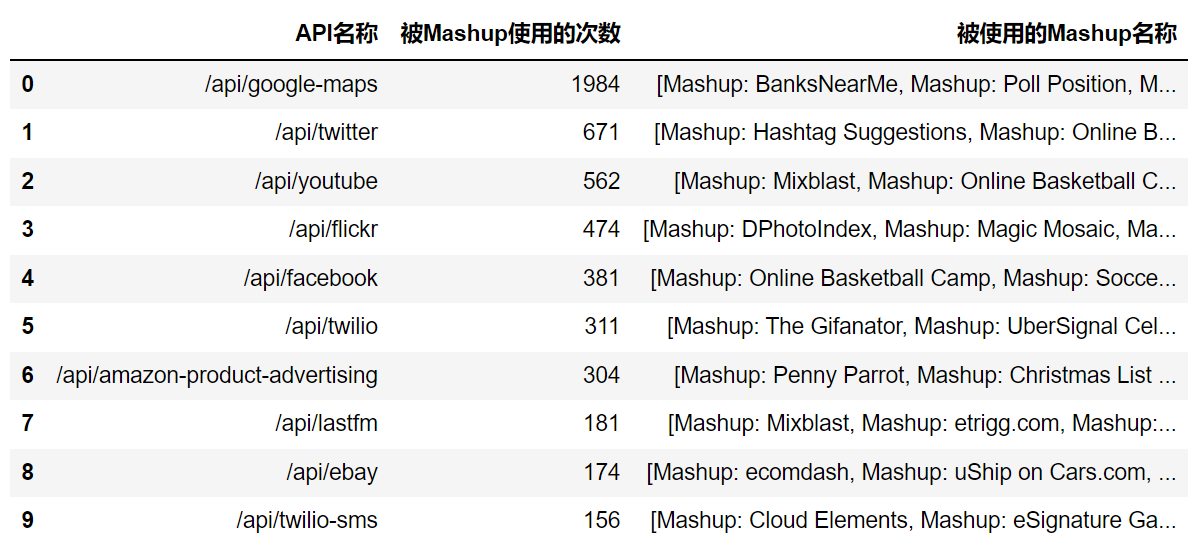 API名称 被Mashup使用的次数 被使用的Mashup名称
0 /api/google-maps 1984 [Mashup: BanksNearMe, Mashup: Poll Position, M...
1 /api/twitter 671 [Mashup: Hashtag Suggestions, Mashup: Online B...
2 /api/youtube 562 [Mashup: Mixblast, Mashup: Online Basketball C...
3 /api/flickr 474 [Mashup: DPhotoIndex, Mashup: Magic Mosaic, Ma...
4 /api/facebook 381 [Mashup: Online Basketball Camp, Mashup: Socce...
5 /api/twilio 311 [Mashup: The Gifanator, Mashup: UberSignal Cel...
6 /api/amazon-product-advertising 304 [Mashup: Penny Parrot, Mashup: Christmas List ...
7 /api/lastfm 181 [Mashup: Mixblast, Mashup: etrigg.com, Mashup:...
8 /api/ebay 174 [Mashup: ecomdash, Mashup: uShip on Cars.com, ...
9 /api/twilio-sms 156 [Mashup: Cloud Elements, Mashup: eSignature Ga...